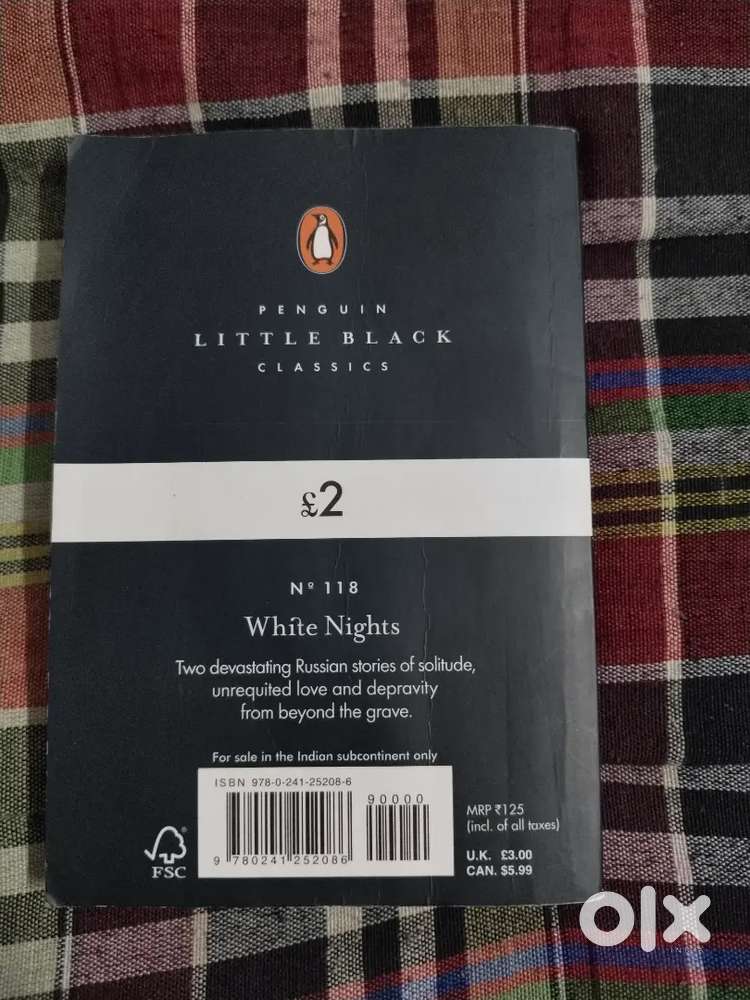 PENGUIN
LITTLE BLACK
CLASSICS
£2
Nº 118
White Nights
Two devastating Russian stories of solitude,
unrequited love and depravity
from beyond the grave.
For sale in the Indian subcontinent only
ISBN 978-0-241-25208-6
90000
9 780241 252086
MRP ₹125
(incl. of all taxes)
U.K. £3.00
CAN. $5.99
FSC
olx